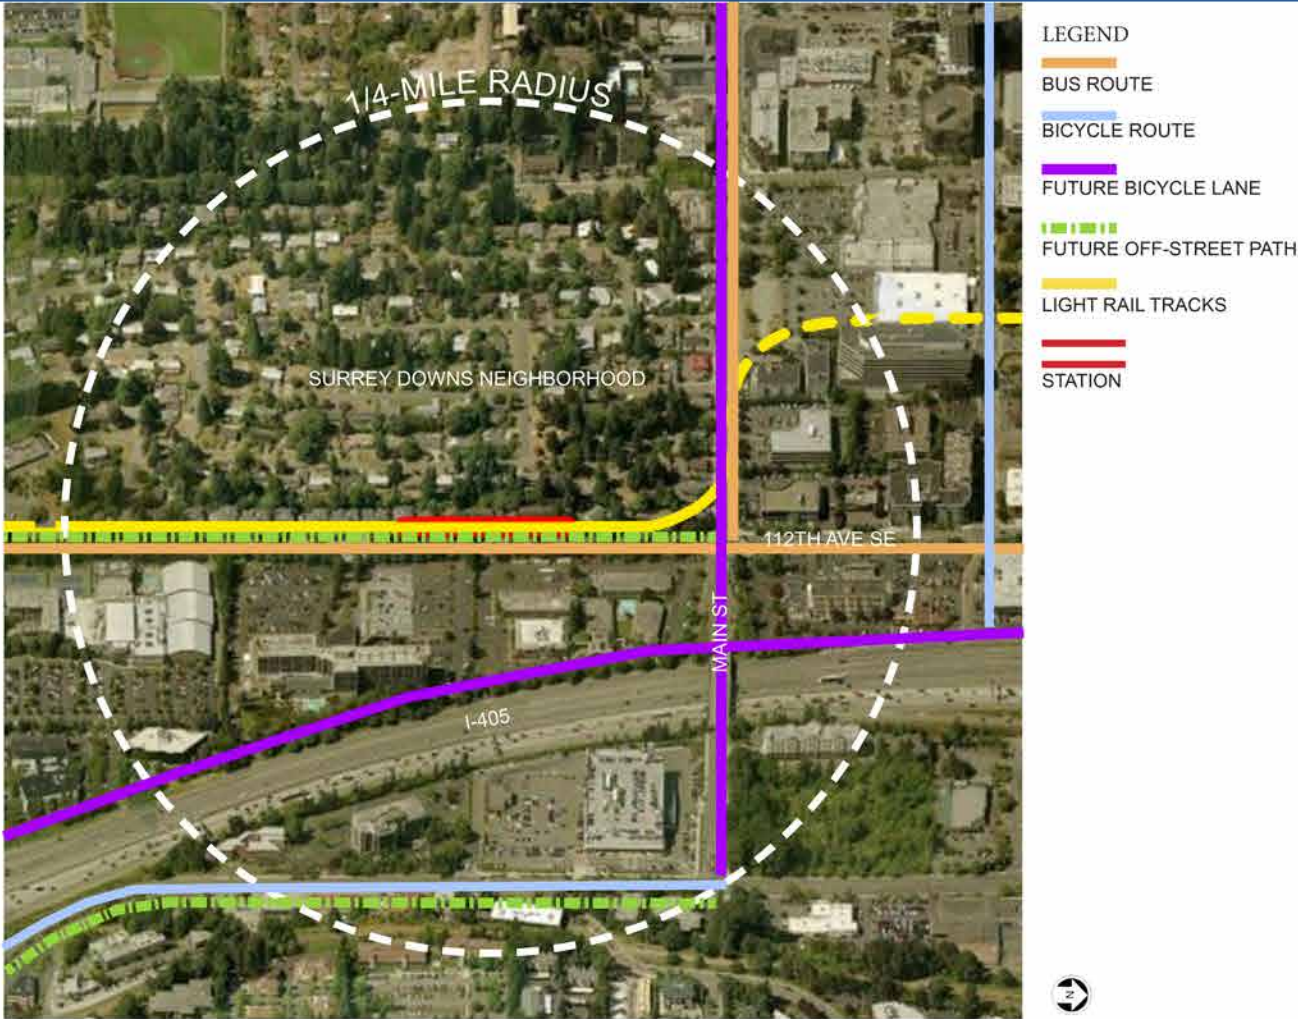 1/4-MILE RADIUS
SURREY DOWNS NEIGHBORHOOD
112TH AVE SE
MAIN ST
I-405
LEGEND
BUS ROUTE
BICYCLE ROUTE
FUTURE BICYCLE LANE
FUTURE OFF-STREET PATH
LIGHT RAIL TRACKS
STATION
N